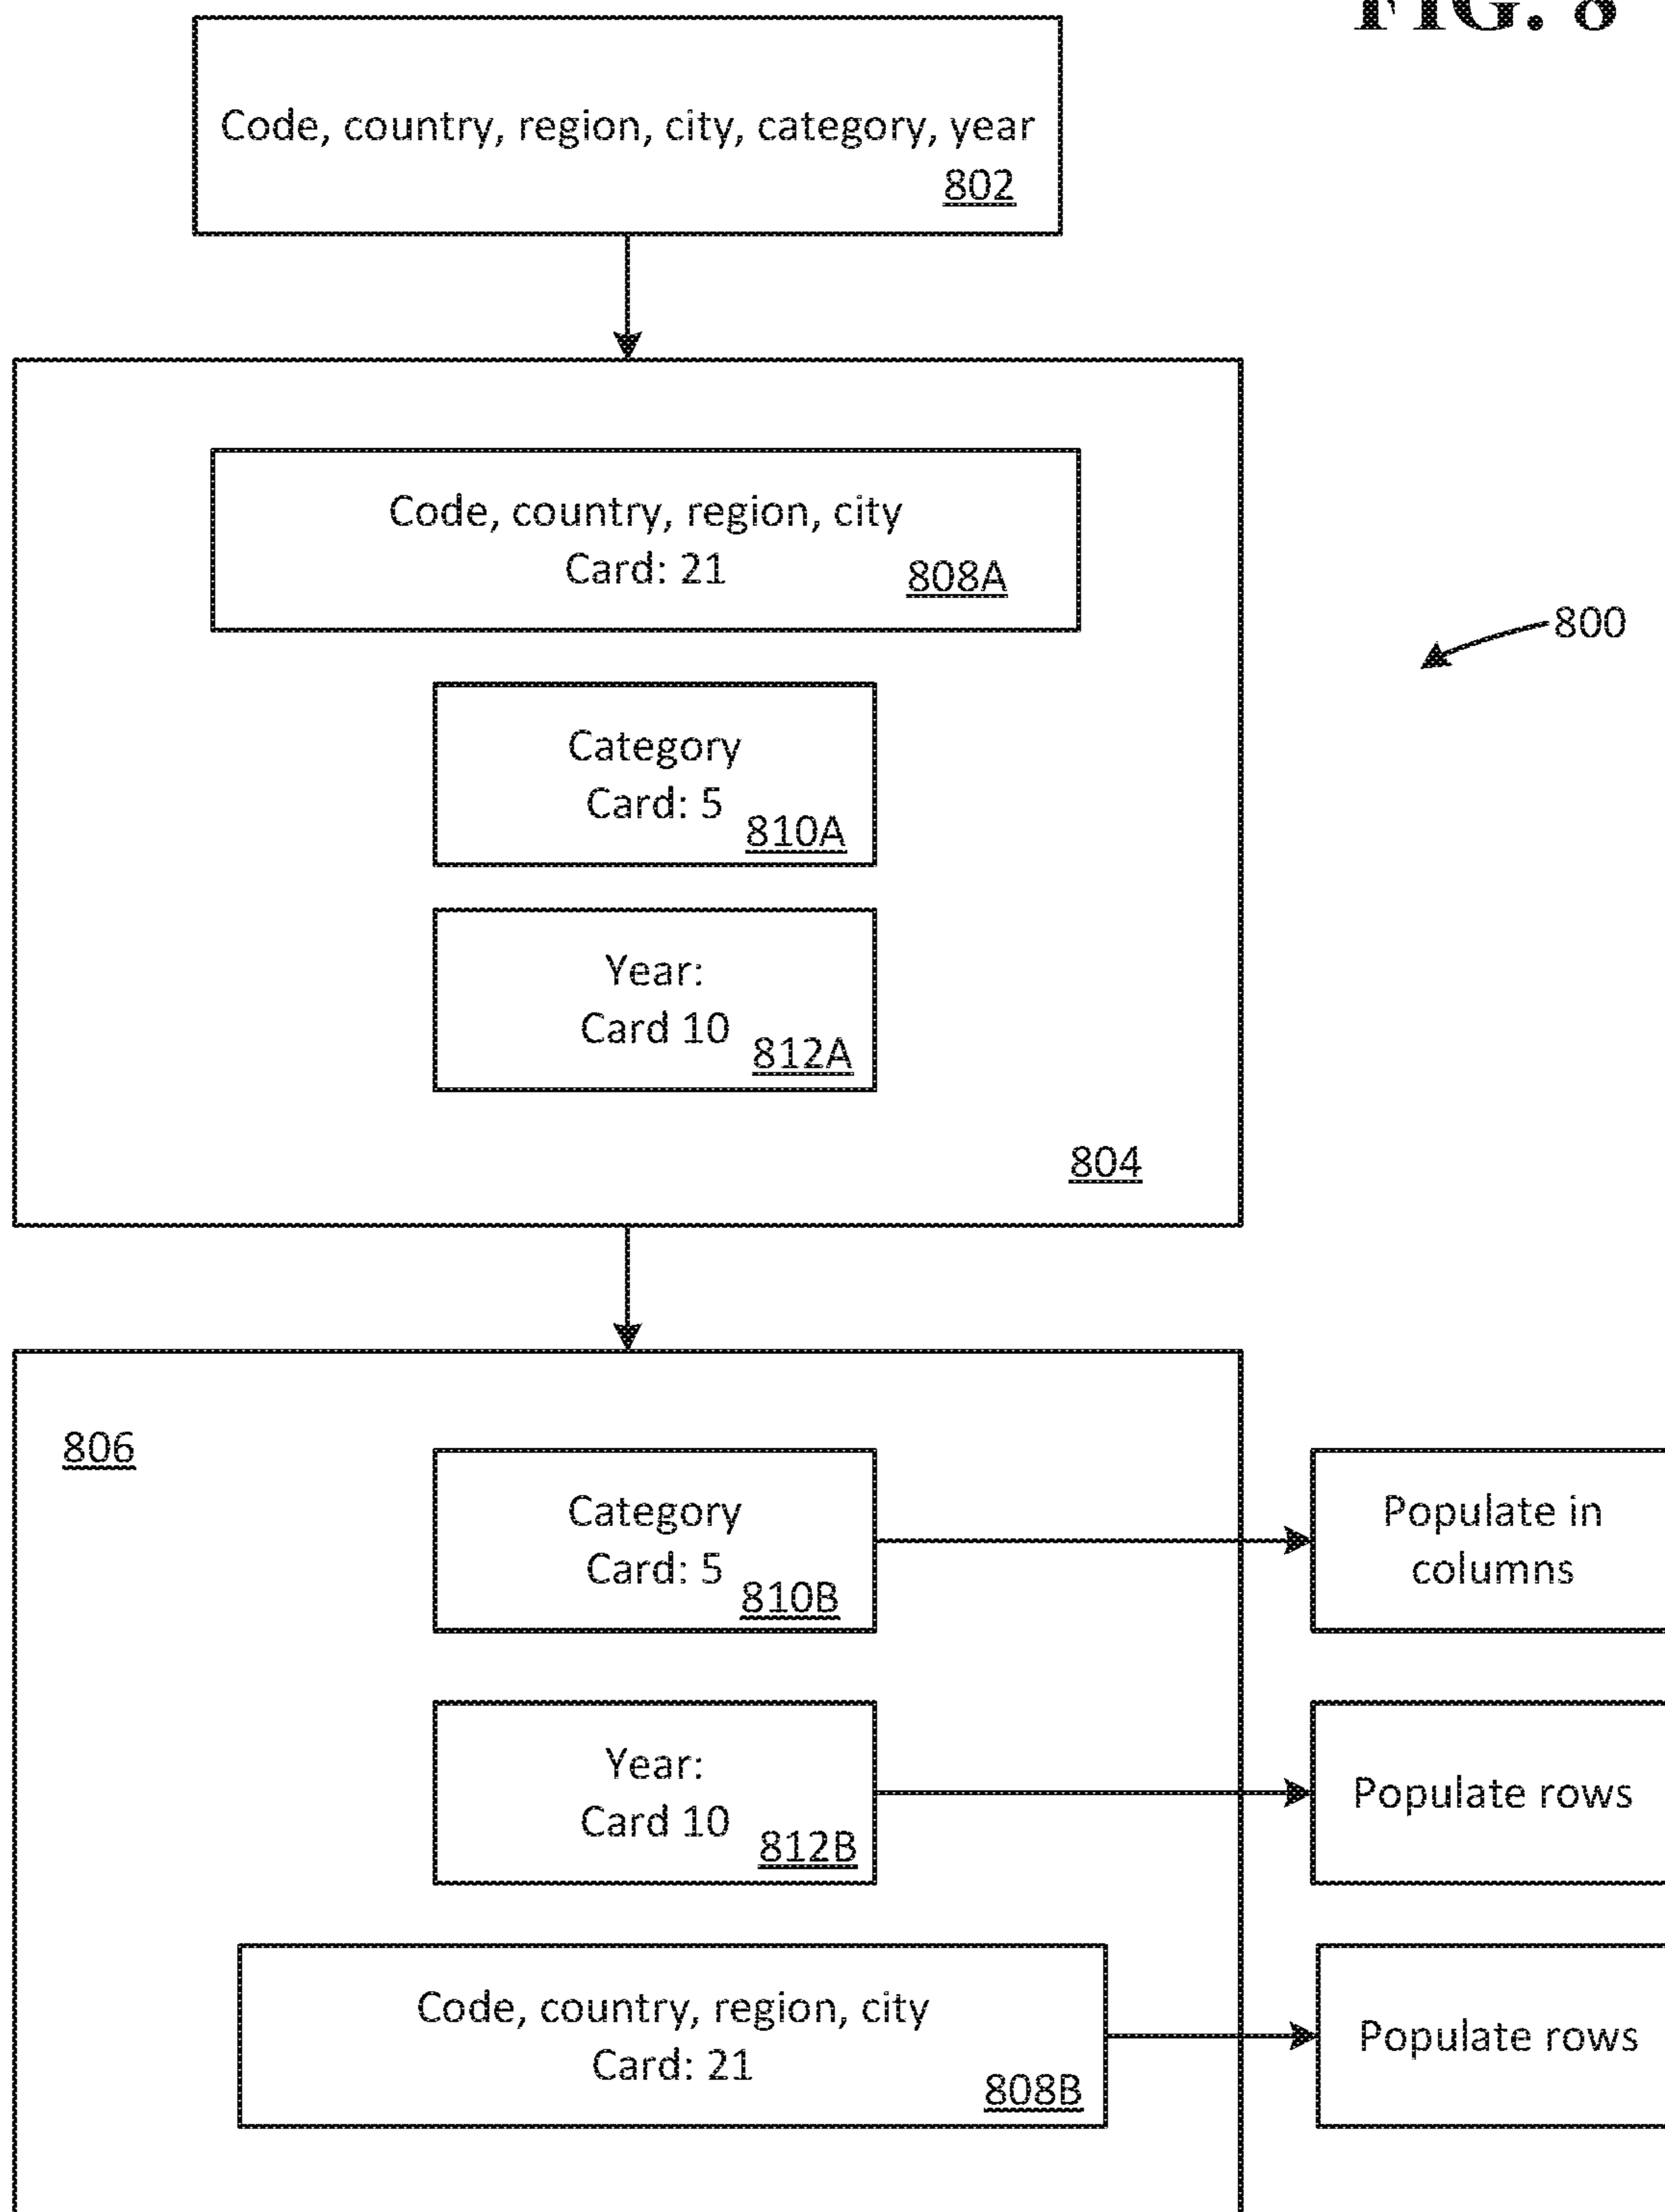 FIG. 8
Code, country, region, city, category, year
802
Code, country, region, city
Card: 21
808A
800
Category
Card: 5
810A
Year:
Card 10
812A
804
806
Category
Card: 5
810B
Populate in
columns
Year:
Card 10
812B
Populate rows
Code, country, region, city
Card: 21
808B
Populate rows